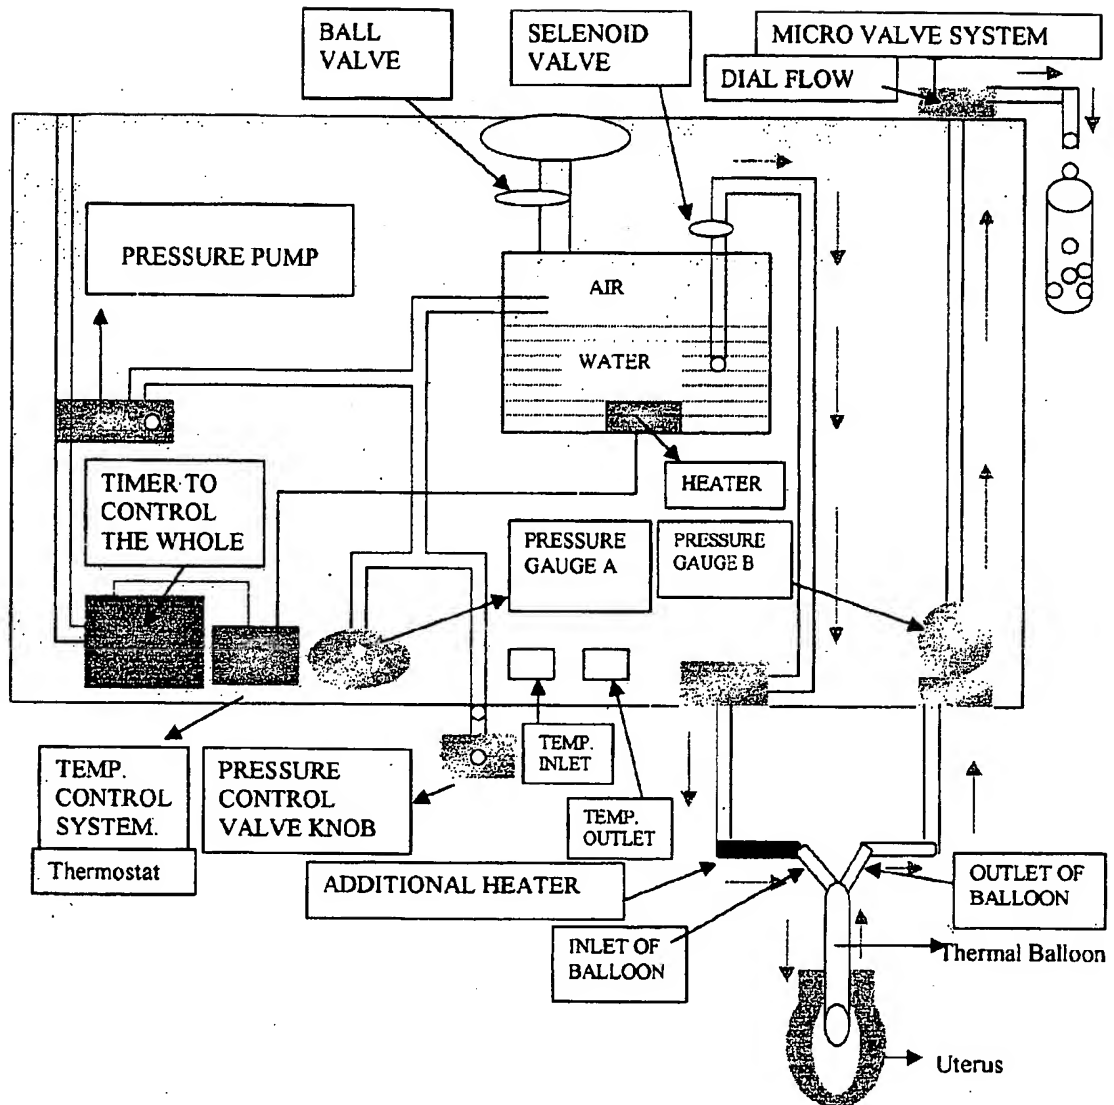 BALL
VALVE
SELENOID
VALVE
MICRO VALVE SYSTEM
DIAL FLOW
PRESSURE PUMP
AIR
WATER
HEATER
TIMER TO
CONTROL
THE WHOLE
PRESSURE
GAUGE A
PRESSURE
GAUGE B
TEMP.
CONTROL
SYSTEM.
Thermostat
PRESSURE
CONTROL
VALVE KNOB
TEMP.
INLET
TEMP.
OUTLET
ADDITIONAL HEATER
INLET OF
BALLOON
OUTLET OF
BALLOON
Thermal Balloon
Uterus